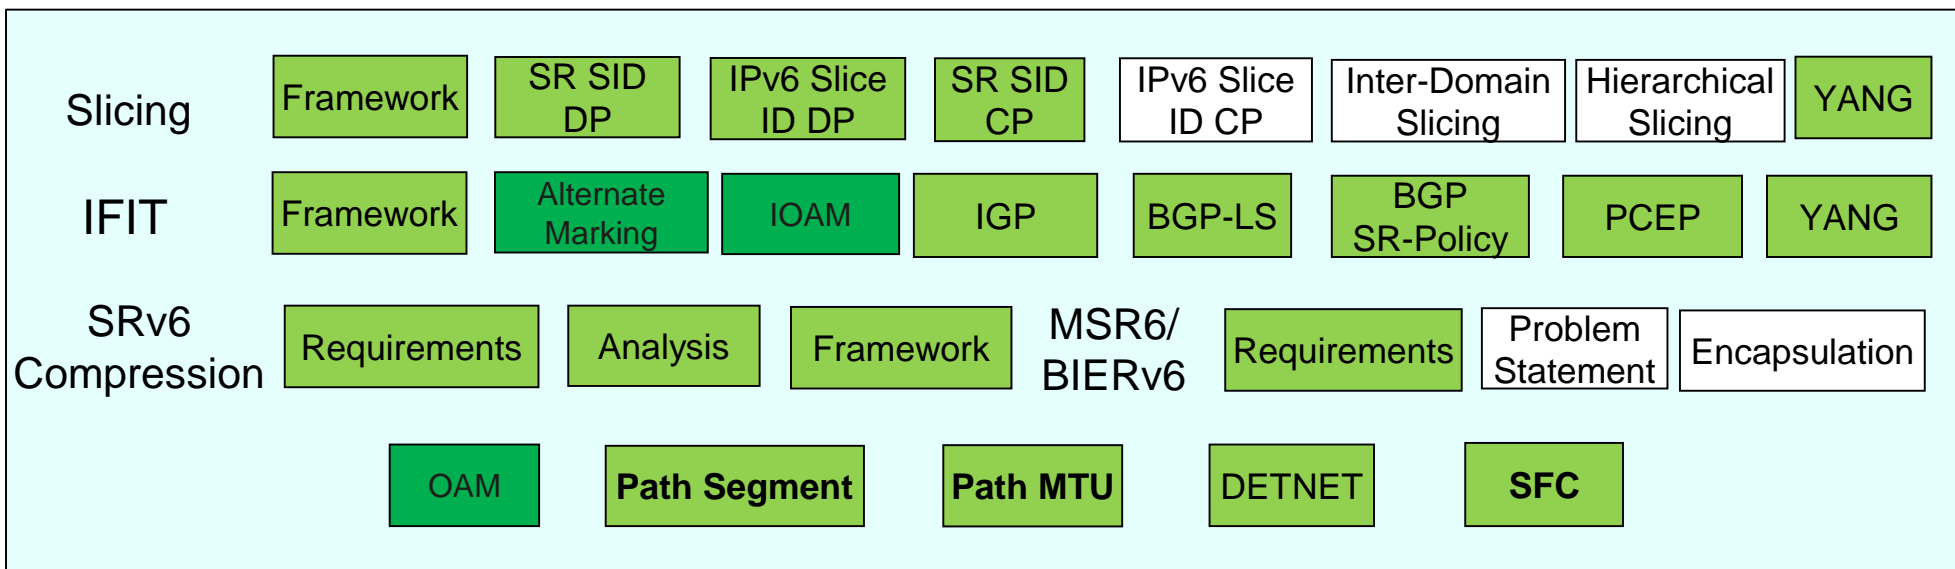 Slicing
Framework
SR SID
DP
IPv6 Slice
ID DP
SR SID
CP
IPv6 Slice
ID CP
Inter-Domain
Slicing
Hierarchical
Slicing
YANG
IFIT
Framework
Alternate
Marking
IOAM
IGP
BGP-LS
BGP
SR-Policy
PCEP
YANG
SRv6
Compression
Requirements
Analysis
Framework
MSR6/
BIERv6
Requirements
Problem
Statement
Encapsulation
OAM
Path Segment
Path MTU
DETNET
SFC